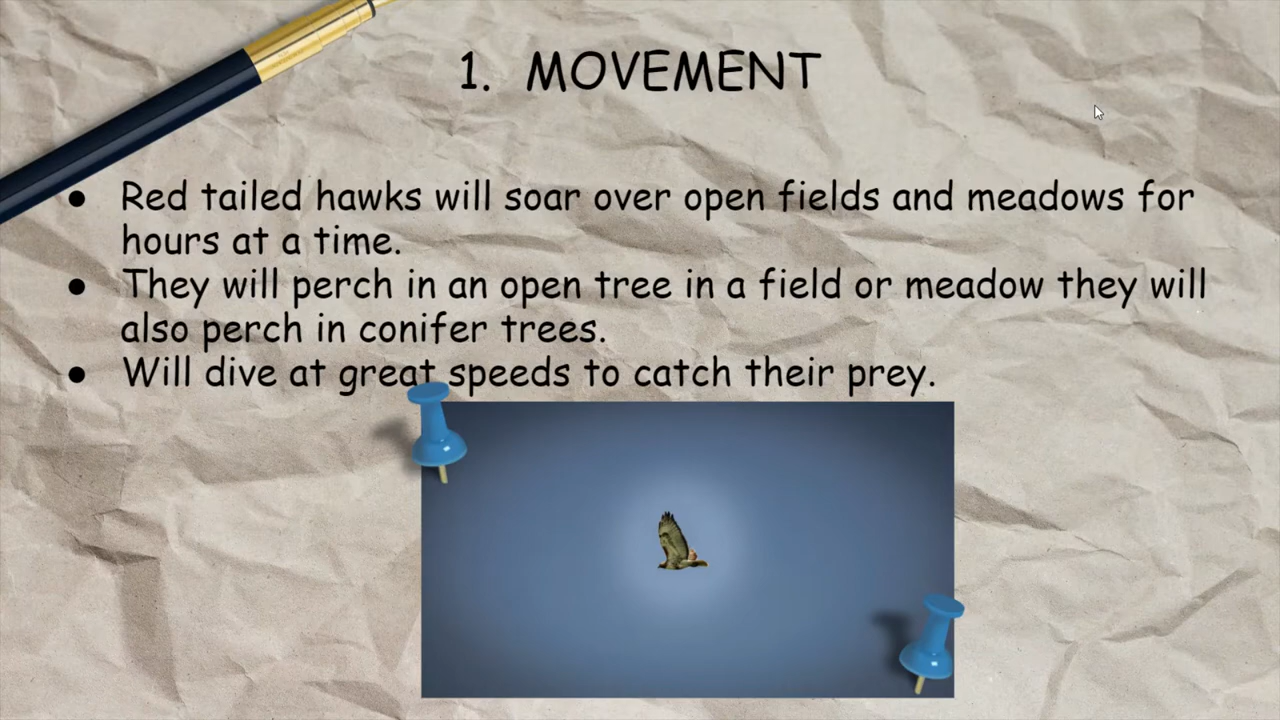 1. MOVEMENT
● Red tailed hawks will soar over open fields and meadows for
hours at a time.
● They will perch in an open tree in a field or meadow they will
also perch in conifer trees.
● Will dive at great speeds to catch their prey.